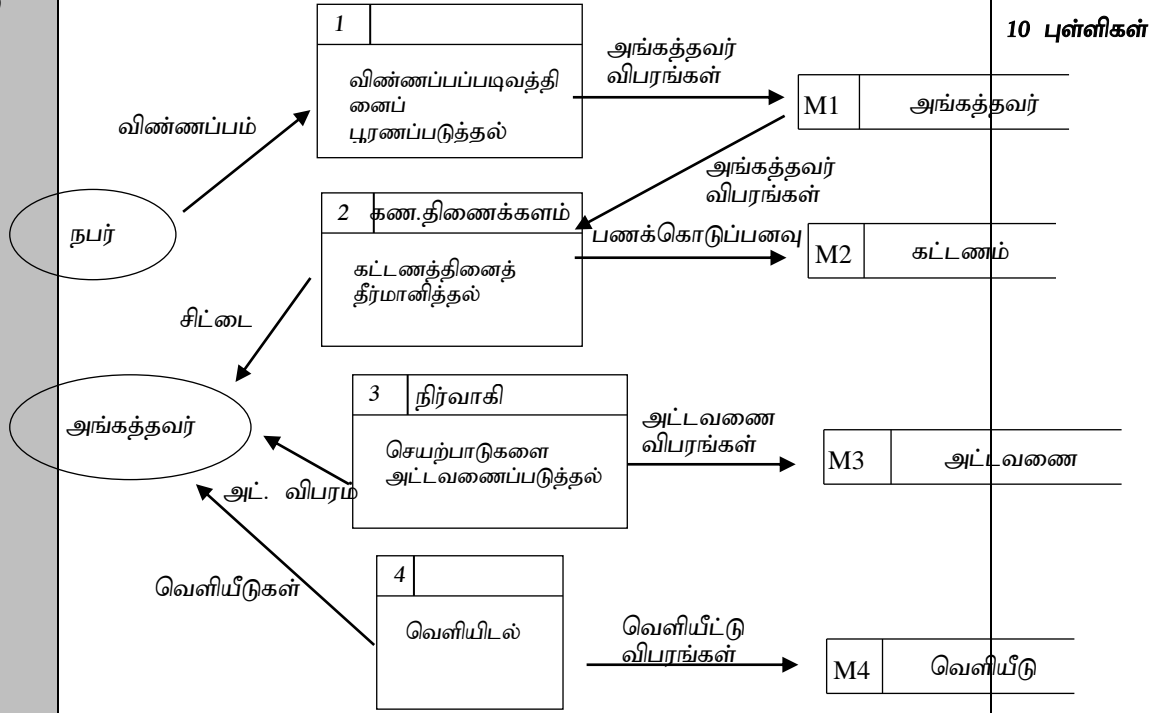 10 புள்ளிகள்
1
விண்ணப்பப்படிவத்தி
னைப்
பூரணப்படுத்தல்
அங்கத்தவர்
விபரங்கள்
M1 அங்கத்தவர்
விண்ணப்பம்
அங்கத்தவர்
விபரங்கள்
நபர்
2 கண.திணைக்களம்
கட்டணத்தினைத்
தீர்மானித்தல்
பணக்கொடுப்பனவு
M2 கட்டணம்
சிட்டை
அங்கத்தவர்
3 நிர்வாகி
செயற்பாடுகளை
அட்டவணைப்படுத்தல்
அட்டவணை
விபரங்கள்
M3 அட்டவணை
அட். விபரம்
வெளியீடுகள்
4
வெளியிடல்
வெளியீட்டு
விபரங்கள்
M4 வெளியீடு